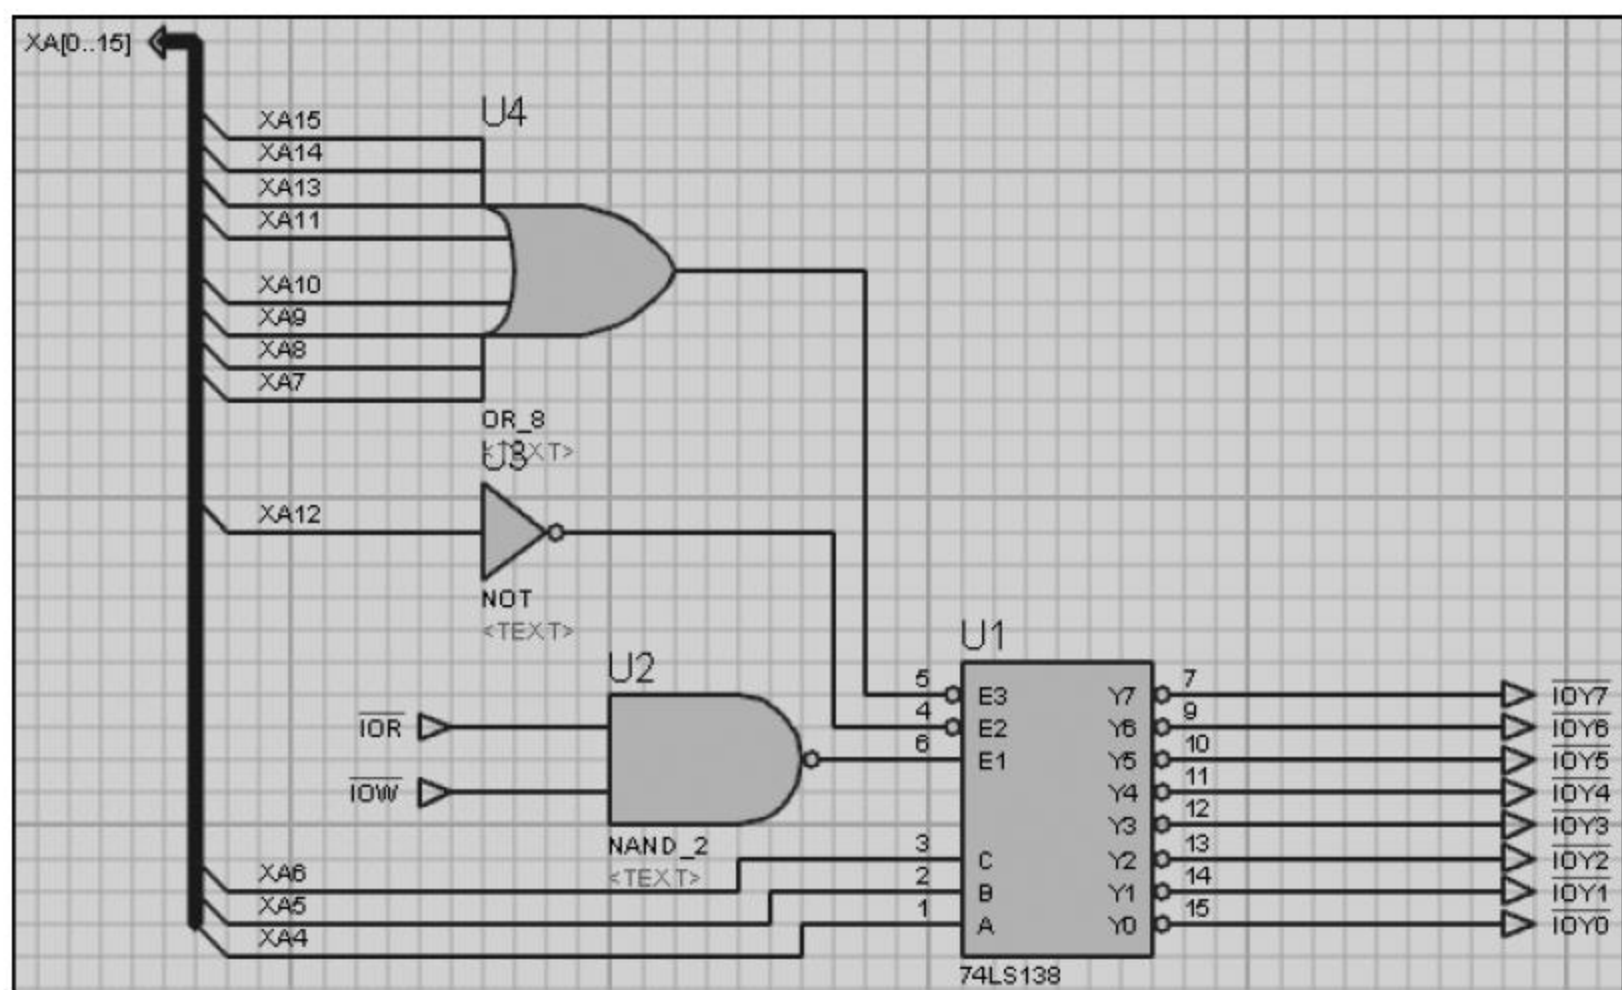 XA[0..15]
XA15
XA14
XA13
XA11
XA10
XA9
XA8
XA7
U4
OR_8
<TEXT>
U3
XA12
NOT
<TEXT>
U2
IOR
IOW
NAND_2
<TEXT>
XA6
XA5
XA4
U1
5 E3 Y7 7 IOY7
4 E2 Y6 9 IOY6
6 E1 Y5 10 IOY5
Y4 11 IOY4
Y3 12 IOY3
3 C Y2 13 IOY2
2 B Y1 14 IOY1
1 A Y0 15 IOY0
74LS138